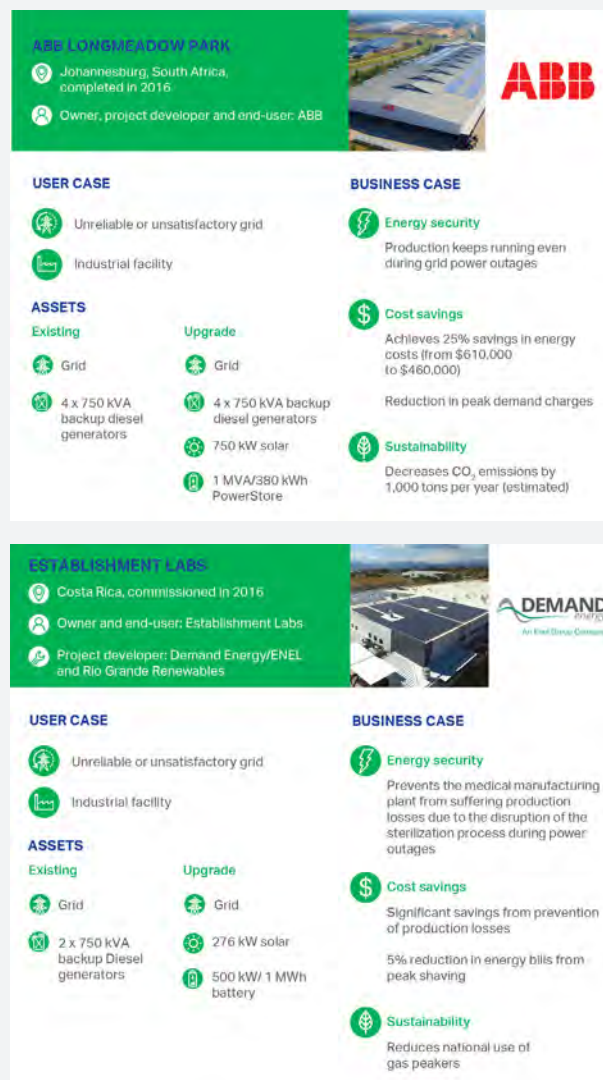 ABB LONGMEADOW PARK
Johannesburg, South Africa,
completed in 2016
Owner, project developer and end-user: ABB
ABB
USER CASE
Unreliable or unsatisfactory grid
Industrial facility
ASSETS
Existing
Grid
4 x 750 kVA
backup diesel
generators
Upgrade
Grid
4 x 750 kVA backup
diesel generators
750 kW solar
1 MVA/380 kWh
PowerStore
BUSINESS CASE
Energy security
Production keeps running even
during grid power outages
$
Cost savings
Achieves 25% savings in energy
costs (from $610,000
to $460,000)
Reduction in peak demand charges
Sustainability
Decreases CO₂ emissions by
1,000 tons per year (estimated)
ESTABLISHMENT LABS
Costa Rica, commissioned in 2016
Owner and end-user: Establishment Labs
Project developer: Demand Energy/ENEL
and Rio Grande Renewables
DEMAND
energy
An Enel Group Company
USER CASE
Unreliable or unsatisfactory grid
Industrial facility
ASSETS
Existing
Grid
2 x 750 kVA
backup Diesel
generators
Upgrade
Grid
276 kW solar
500 kW/ 1 MWh
battery
BUSINESS CASE
Energy security
Prevents the medical manufacturing
plant from suffering production
losses due to the disruption of the
sterilization process during power
outages
$
Cost savings
Significant savings from prevention
of production losses
5% reduction in energy bills from
peak shaving
Sustainability
Reduces national use of
gas peakers